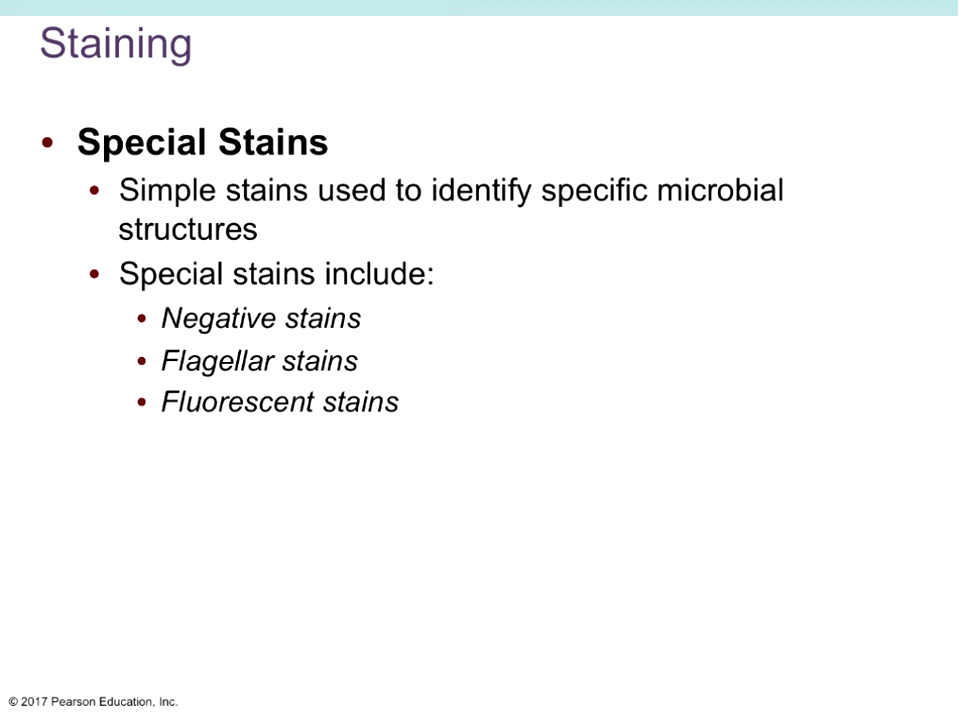 Staining
• Special Stains
• Simple stains used to identify specific microbial
structures
• Special stains include:
• Negative stains
• Flagellar stains
• Fluorescent stains
© 2017 Pearson Education, Inc.